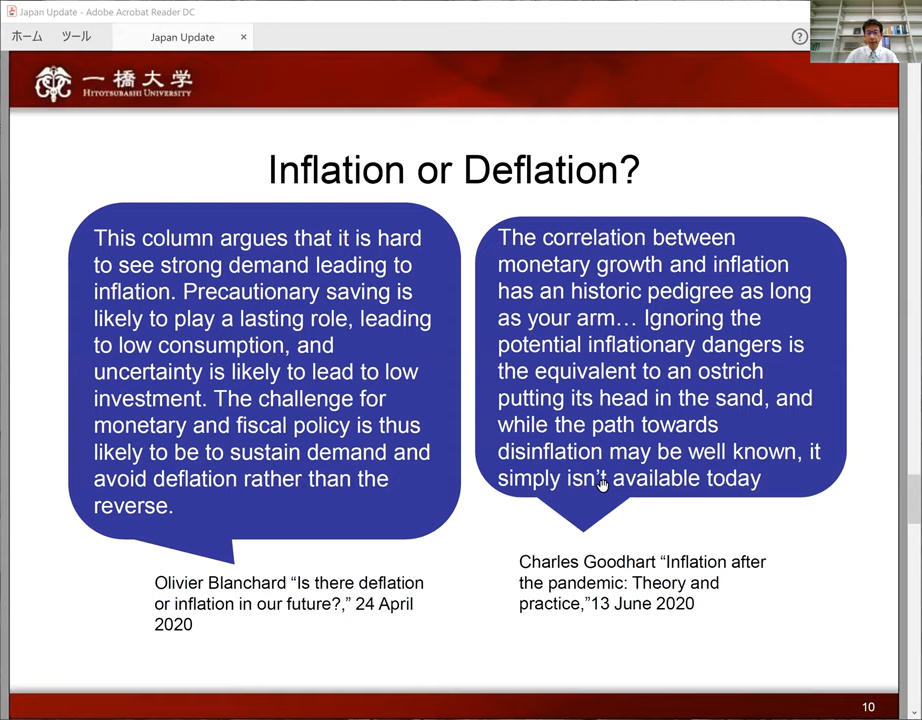 Japan Update - Adobe Acrobat Reader DC
ホーム ツール Japan Update ×
?
一橋大学
HITOTSUBASHI UNIVERSITY
Inflation or Deflation?
This column argues that it is hard
to see strong demand leading to
inflation. Precautionary saving is
likely to play a lasting role, leading
to low consumption, and
uncertainty is likely to lead to low
investment. The challenge for
monetary and fiscal policy is thus
likely to be to sustain demand and
avoid deflation rather than the
reverse.
The correlation between
monetary growth and inflation
has an historic pedigree as long
as your arm… Ignoring the
potential inflationary dangers is
the equivalent to an ostrich
putting its head in the sand, and
while the path towards
disinflation may be well known, it
simply isn’t available today
Olivier Blanchard “Is there deflation
or inflation in our future?,” 24 April
2020
Charles Goodhart “Inflation after
the pandemic: Theory and
practice,”13 June 2020
10